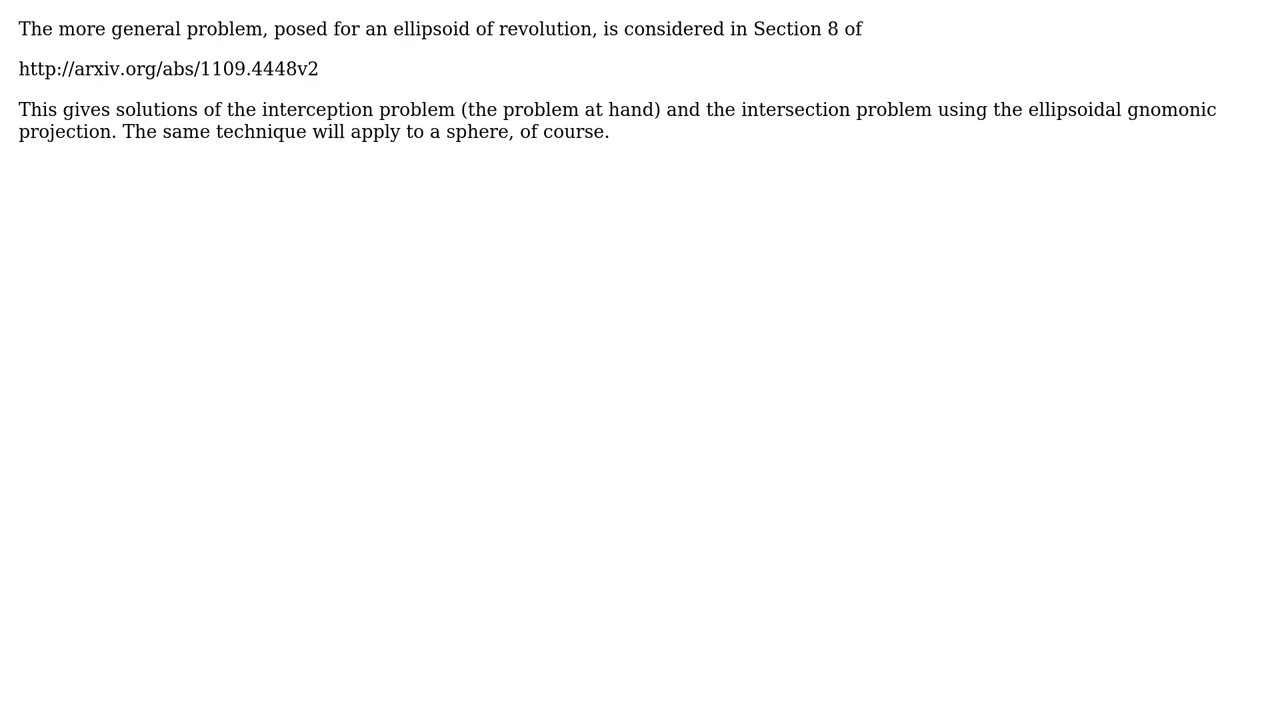 The more general problem, posed for an ellipsoid of revolution, is considered in Section 8 of
http://arxiv.org/abs/1109.4448v2
This gives solutions of the interception problem (the problem at hand) and the intersection problem using the ellipsoidal gnomonic
projection. The same technique will apply to a sphere, of course.